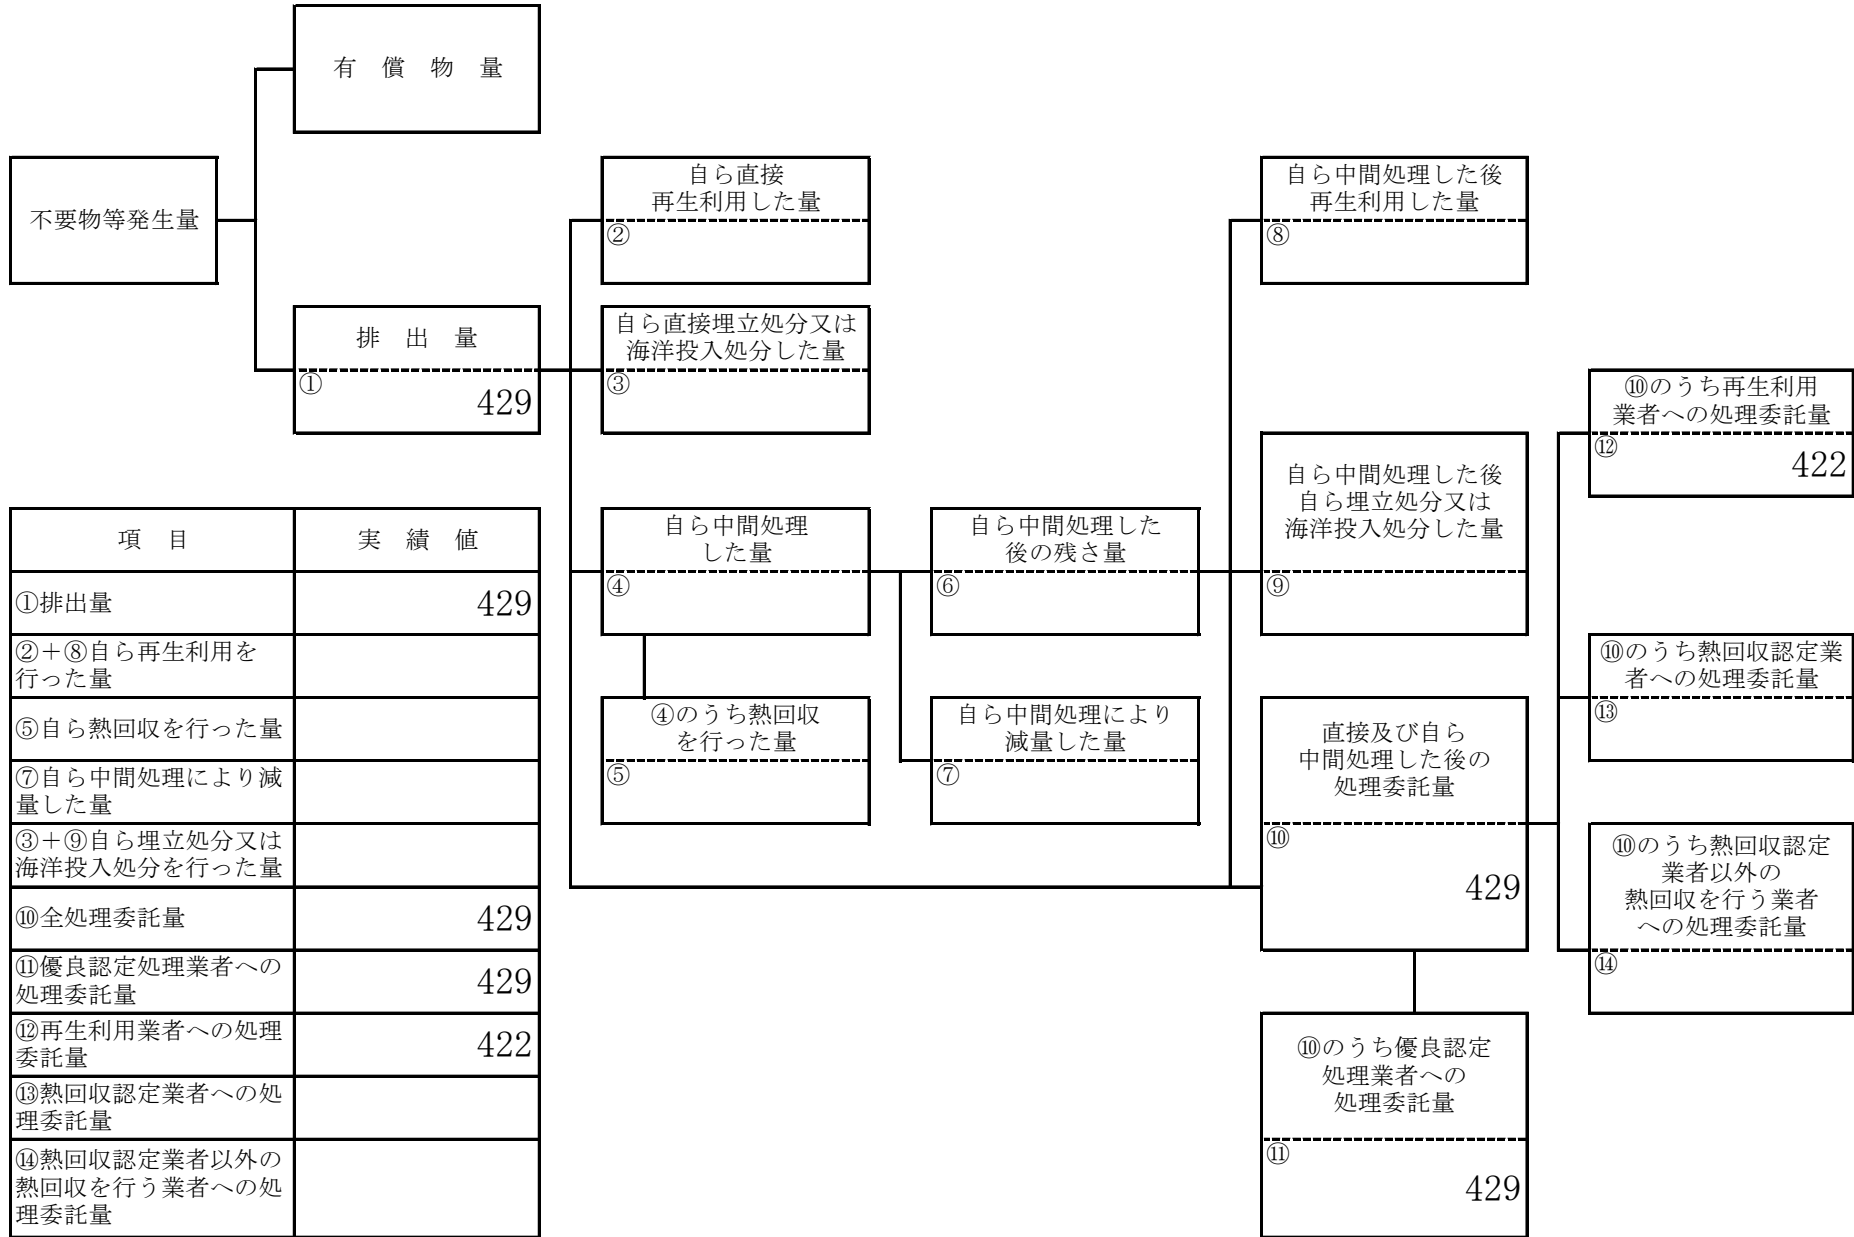 有 償 物 量
不要物等発生量
排 出 量
①
429
自ら直接
再生利用した量
②
自ら直接埋立処分又は
海洋投入処分した量
③
自ら中間処理
した量
④
④のうち熱回収
を行った量
⑤
自ら中間処理した
後の残さ量
⑥
自ら中間処理により
減量した量
⑦
自ら中間処理した後
再生利用した量
⑧
自ら中間処理した後
自ら埋立処分又は
海洋投入処分した量
⑨
直接及び自ら
中間処理した後の
処理委託量
⑩
429
⑩のうち優良認定
処理業者への
処理委託量
⑪
429
⑩のうち再生利用
業者への処理委託量
⑫
422
⑩のうち熱回収認定業
者への処理委託量
⑬
⑩のうち熱回収認定
業者以外の
熱回収を行う業者
への処理委託量
⑭
項 目 実 績 値
①排出量 429
②＋⑧自ら再生利用を
行った量
⑤自ら熱回収を行った量
⑦自ら中間処理により減
量した量
③＋⑨自ら埋立処分又は
海洋投入処分を行った量
⑩全処理委託量 429
⑪優良認定処理業者への
処理委託量 429
⑫再生利用業者への処理
委託量 422
⑬熱回収認定業者への処
理委託量
⑭熱回収認定業者以外の
熱回収を行う業者への処
理委託量